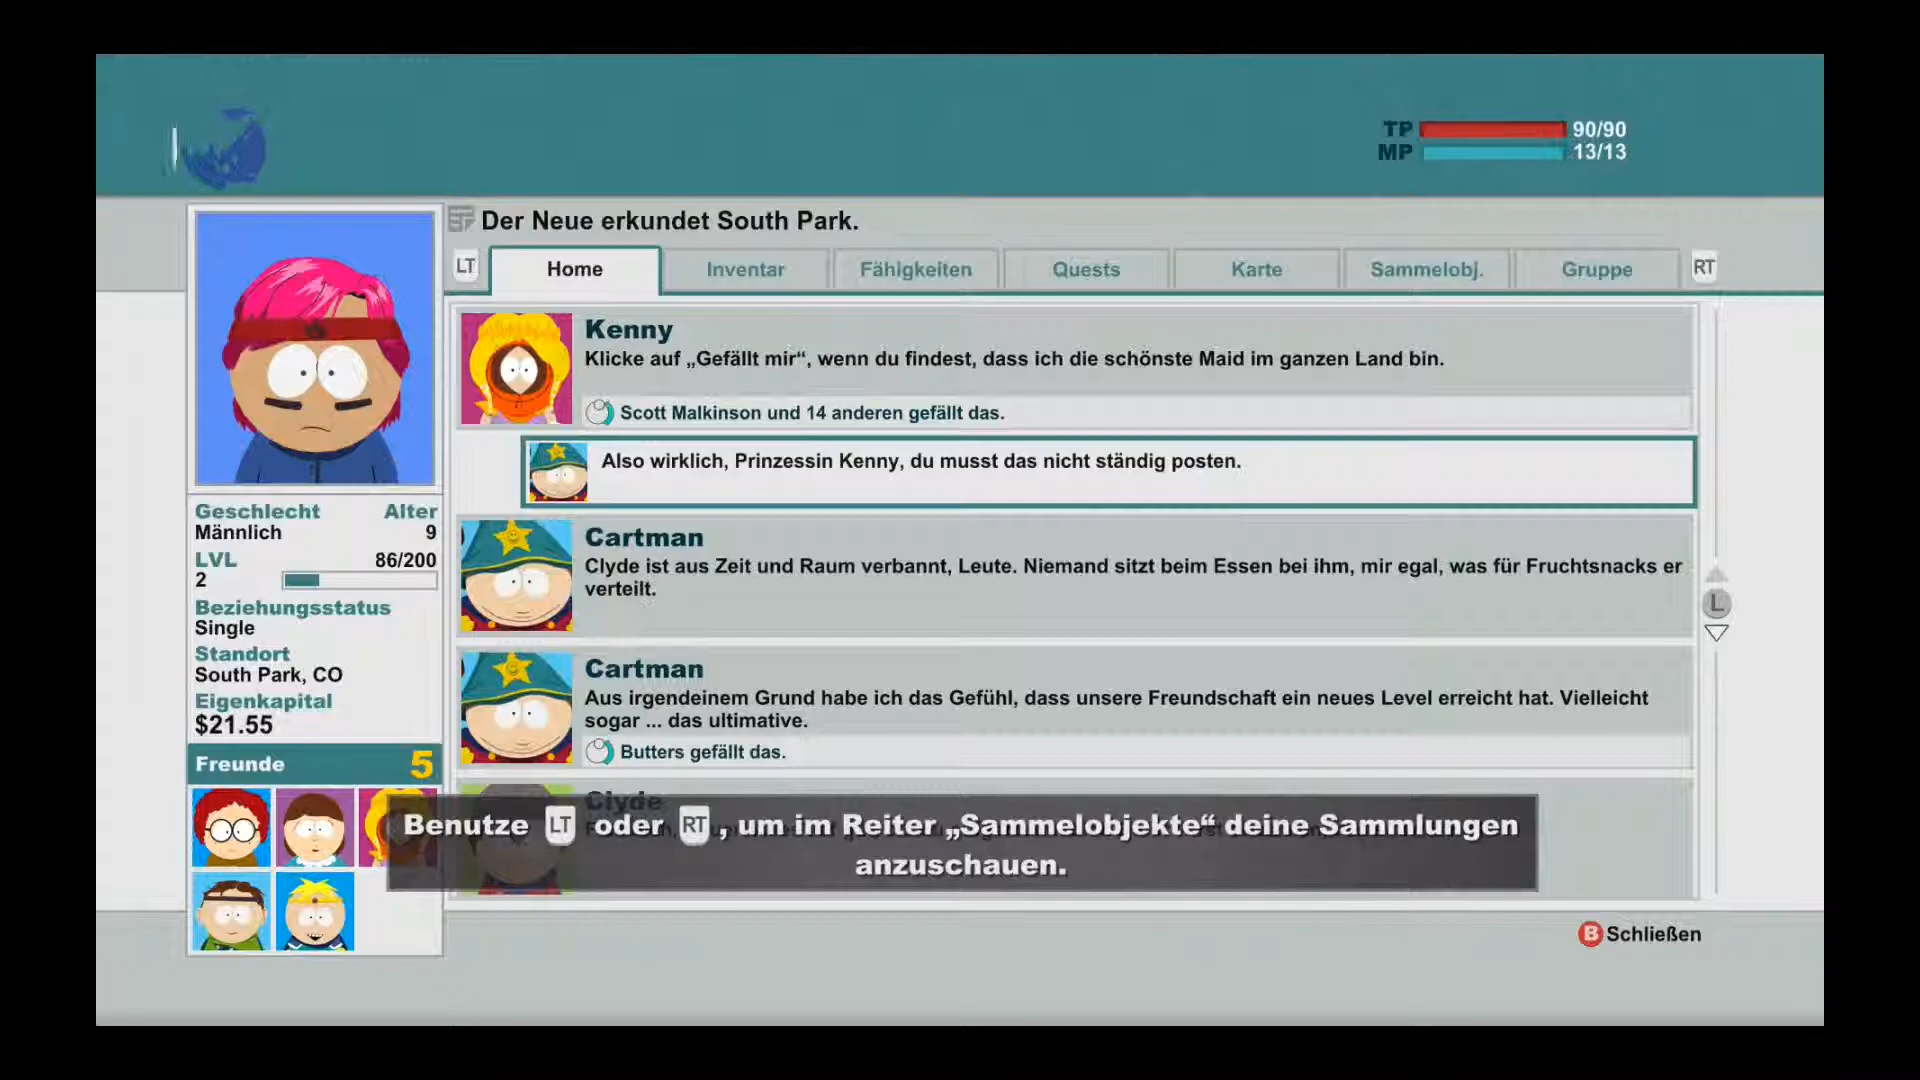 TP 90/90
MP 13/13
Der Neue erkundet South Park.
LT Home Inventar Fähigkeiten Quests Karte Sammelobj. Gruppe RT
Geschlecht Alter
Männlich 9
LVL 86/200
2
Beziehungsstatus
Single
Standort
South Park, CO
Eigenkapital
$21.55
Freunde 5
Kenny
Klicke auf „Gefällt mir“, wenn du findest, dass ich die schönste Maid im ganzen Land bin.
Scott Malkinson und 14 anderen gefällt das.
Also wirklich, Prinzessin Kenny, du musst das nicht ständig posten.
Cartman
Clyde ist aus Zeit und Raum verbannt, Leute. Niemand sitzt beim Essen bei ihm, mir egal, was für Fruchtsnacks er
verteilt.
Cartman
Aus irgendeinem Grund habe ich das Gefühl, dass unsere Freundschaft ein neues Level erreicht hat. Vielleicht
sogar ... das ultimative.
Butters gefällt das.
L
Clyde
Benutze LT oder RT , um im Reiter „Sammelobjekte“ deine Sammlungen
anzuschauen.
B Schließen